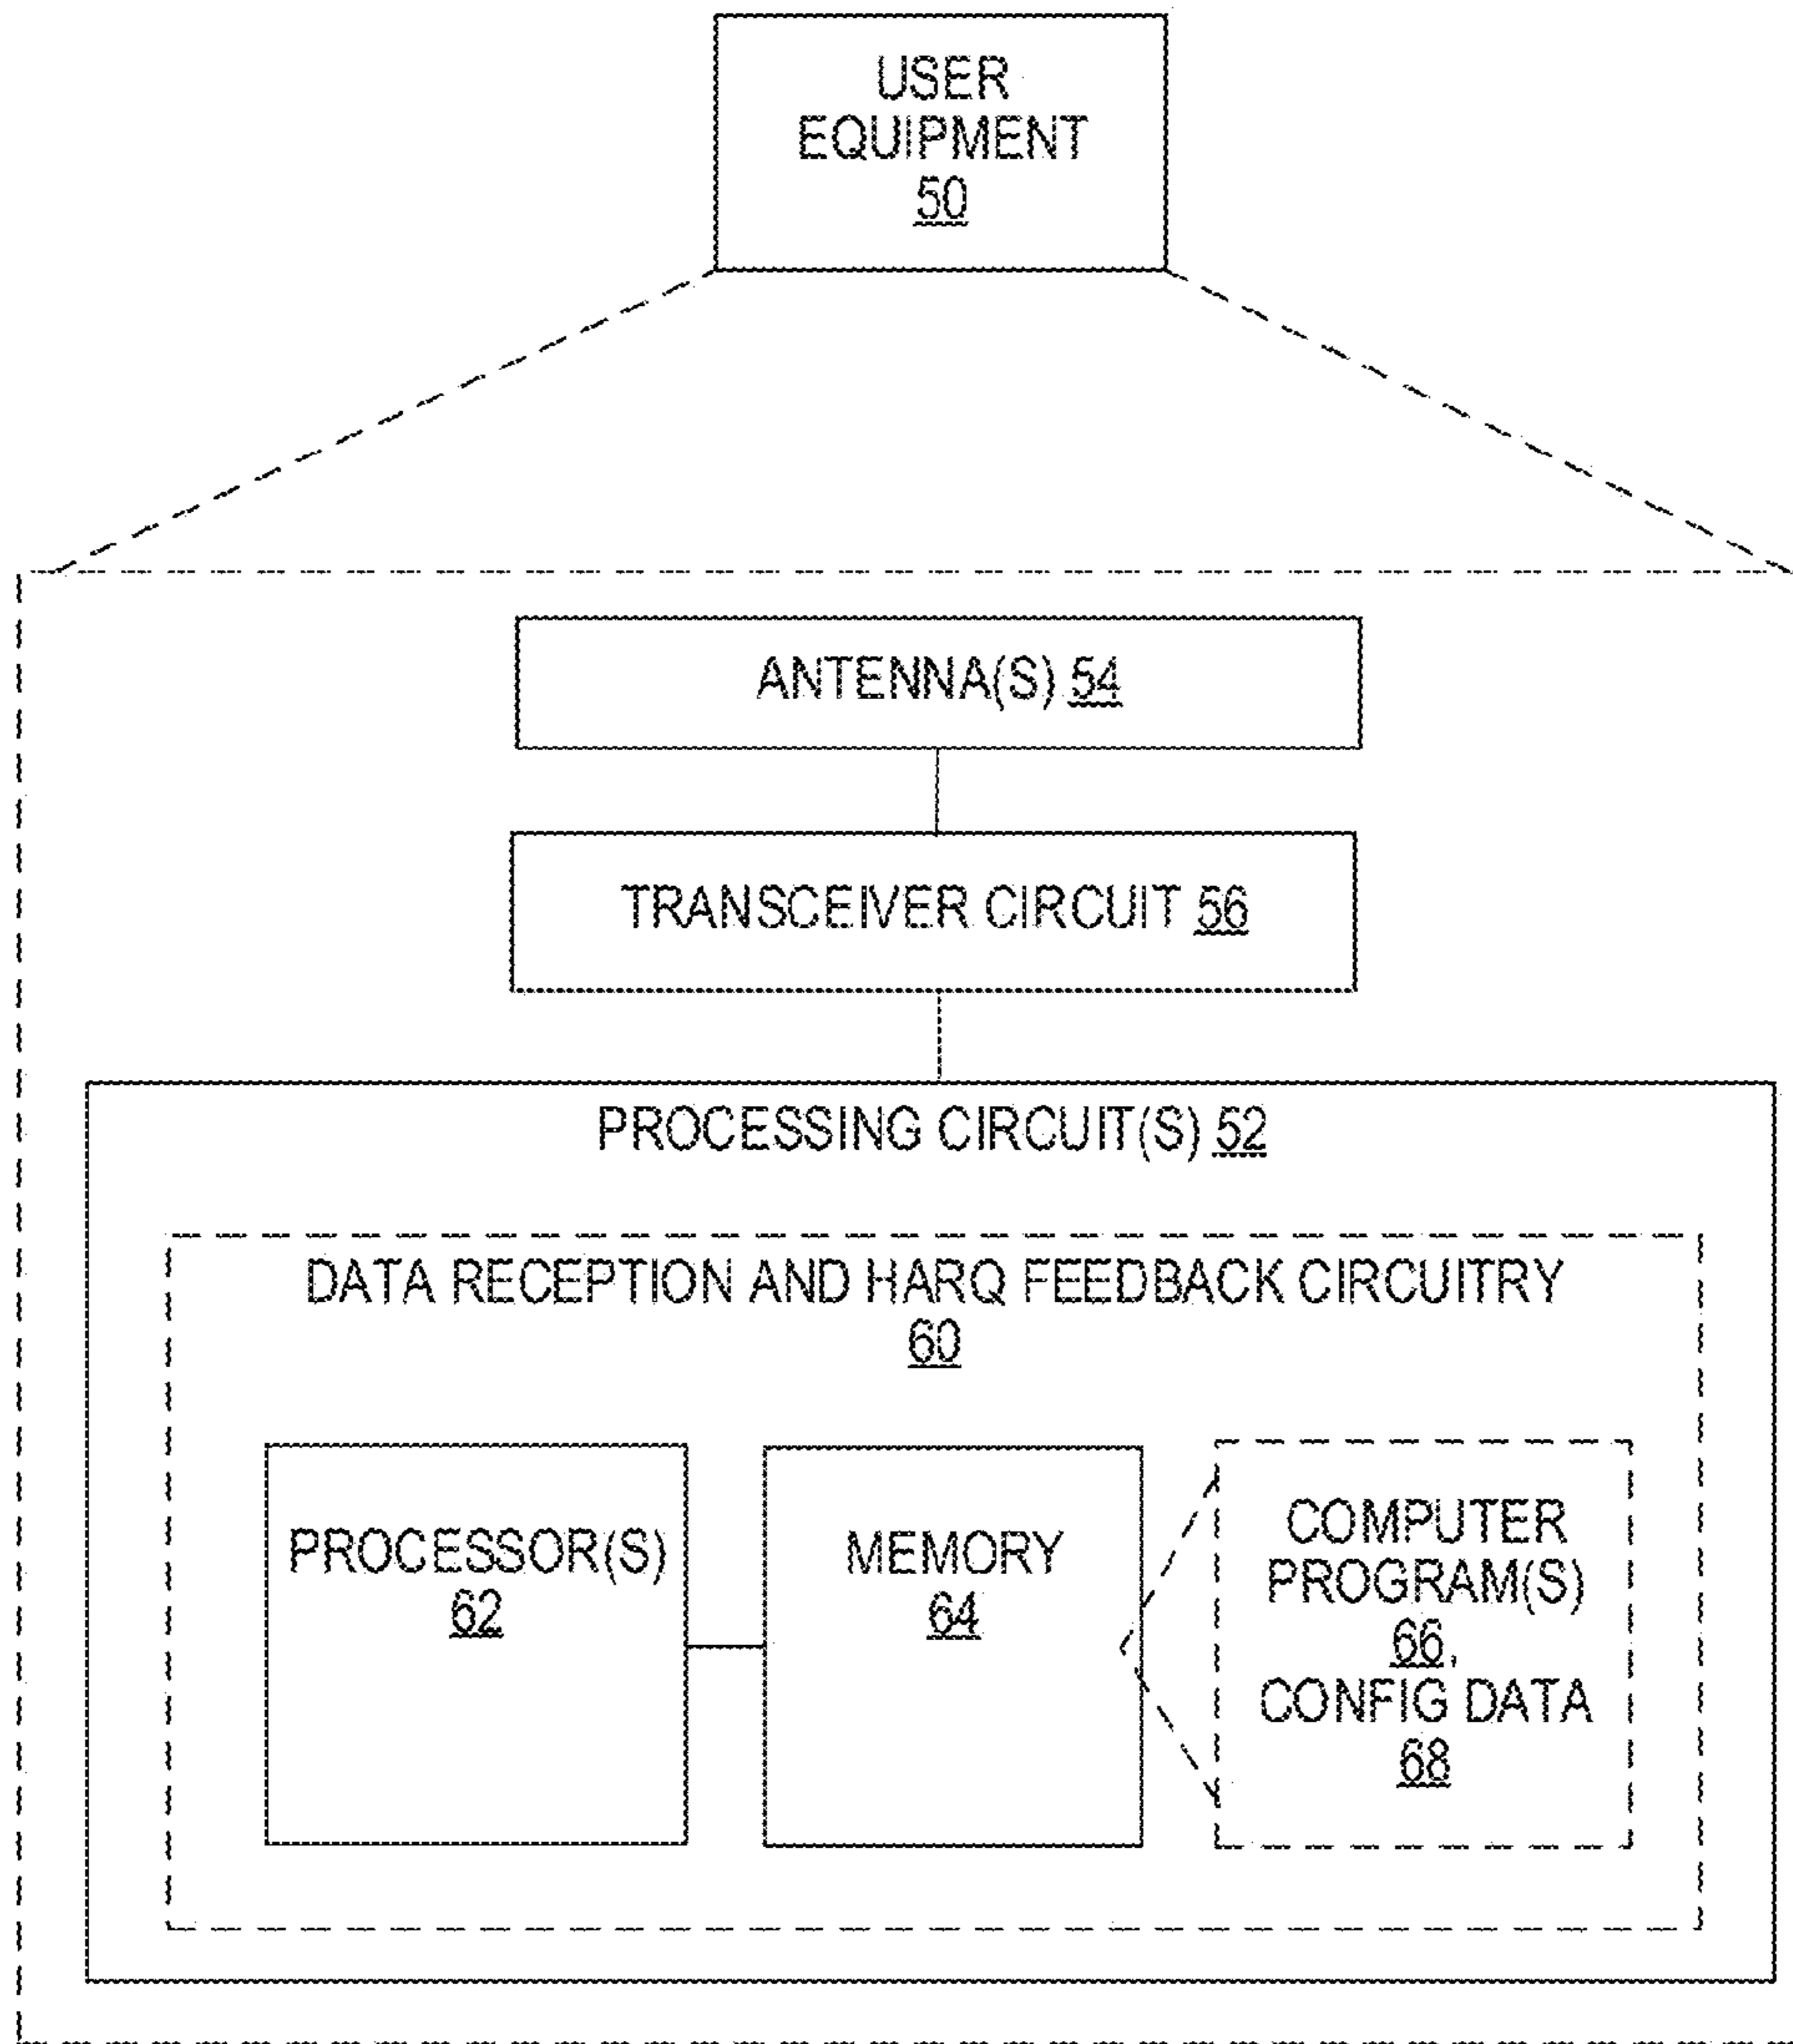 USER
EQUIPMENT
50
ANTENNA(S) 54
TRANSCEIVER CIRCUIT 56
PROCESSING CIRCUIT(S) 52
DATA RECEPTION AND HARQ FEEDBACK CIRCUITRY
60
PROCESSOR(S)
62
MEMORY
64
COMPUTER
PROGRAM(S)
66,
CONFIG DATA
68